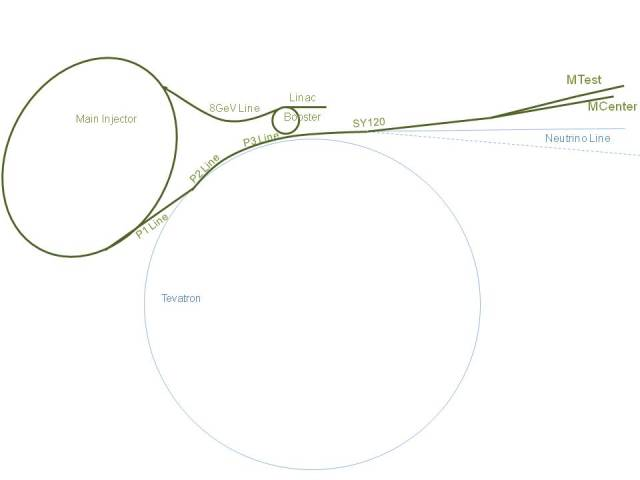 MTest
MCenter
Linac
8GeV Line
Booster
Main Injector
SY120
P3 Line
Neutrino Line
P2 Line
P1 Line
Tevatron